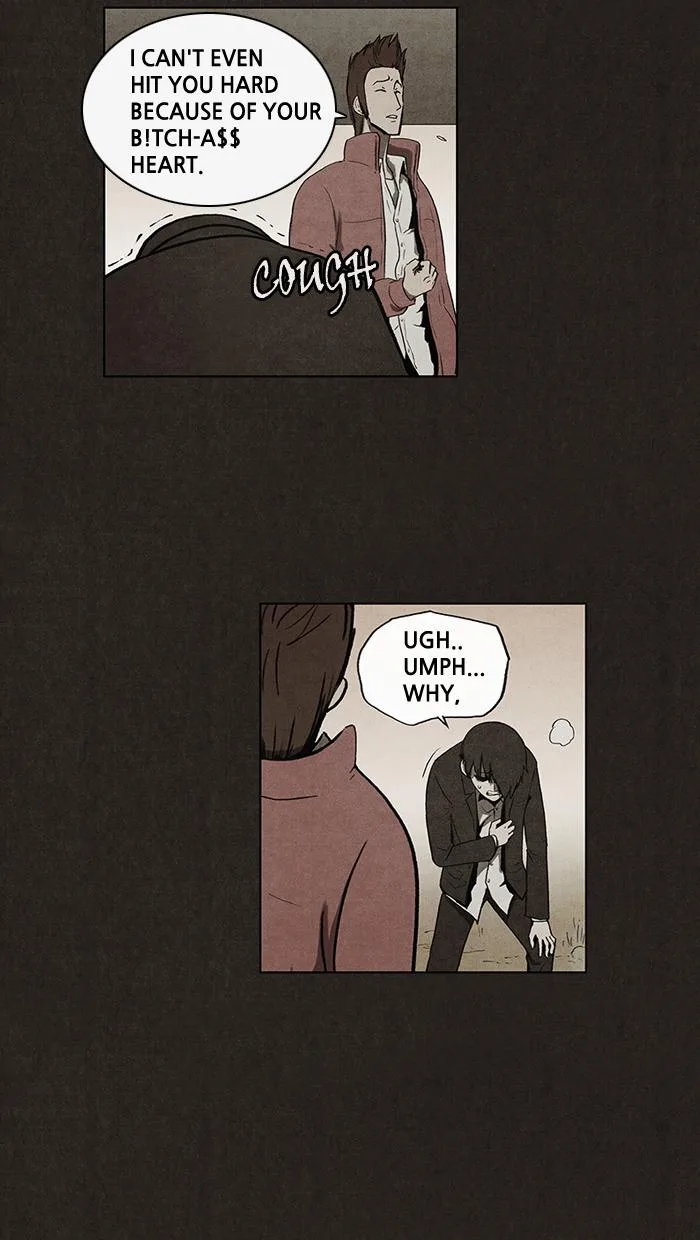 I CAN'T EVEN
HIT YOU HARD
BECAUSE OF YOUR
B!TCH-A$$
HEART.
COUGH
UGH..
UMPH...
WHY,